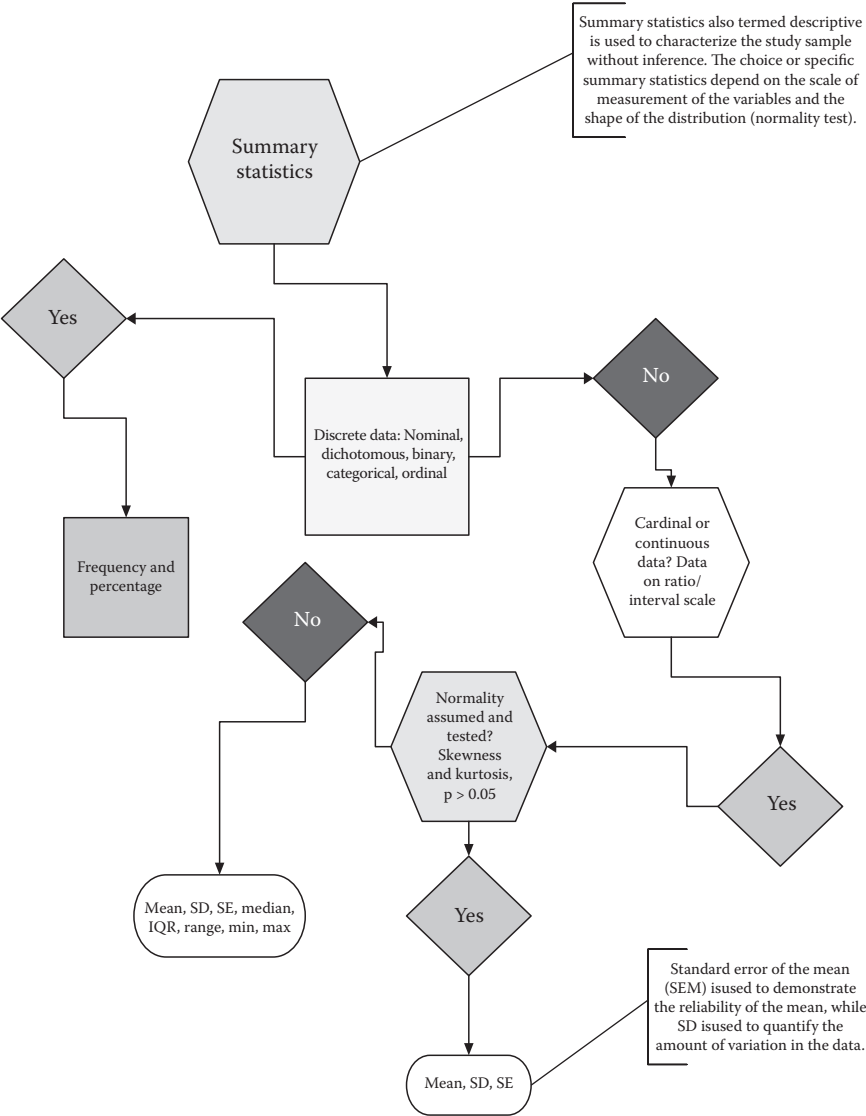 Summary statistics also termed descriptive
is used to characterize the study sample
without inference. The choice or specific
summary statistics depend on the scale of
measurement of the variables and the
shape of the distribution (normality test).
Summary
statistics
Yes
No
Discrete data: Nominal,
dichotomous, binary,
categorical, ordinal
Cardinal or
continuous
data? Data
on ratio/
interval scale
Frequency and
percentage
No
Normality
assumed and
tested?
Skewness
and kurtosis,
p > 0.05
Yes
Mean, SD, SE, median,
IQR, range, min, max
Yes
Standard error of the mean
(SEM) isused to demonstrate
the reliability of the mean, while
SD isused to quantify the
amount of variation in the data.
Mean, SD, SE